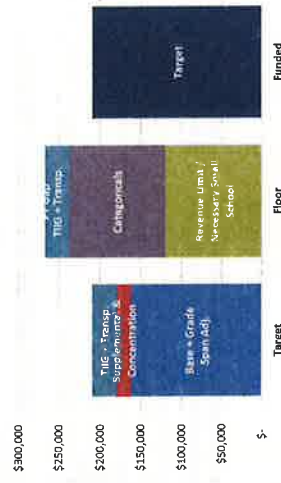 $300,000
$250,000
$200,000
$150,000
$100,000
$50,000
$-
TIIG + Transp.
Supplemental &
Concentration
Base + Grade
Span Adj.
Target
Gap
TIIG + Transp.
Categoricals
Revenue Limit /
Necessary Small
School
Floor
Target
Funded